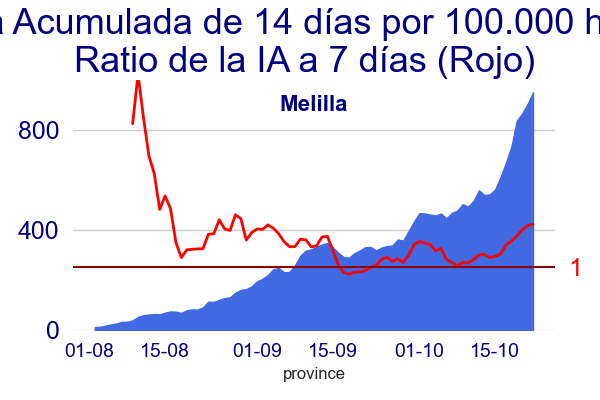 Acumulada de 14 días por 100.000 h
Ratio de la IA a 7 días (Rojo)
Melilla
800
400
0
1
01-08 15-08 01-09 15-09 01-10 15-10
province